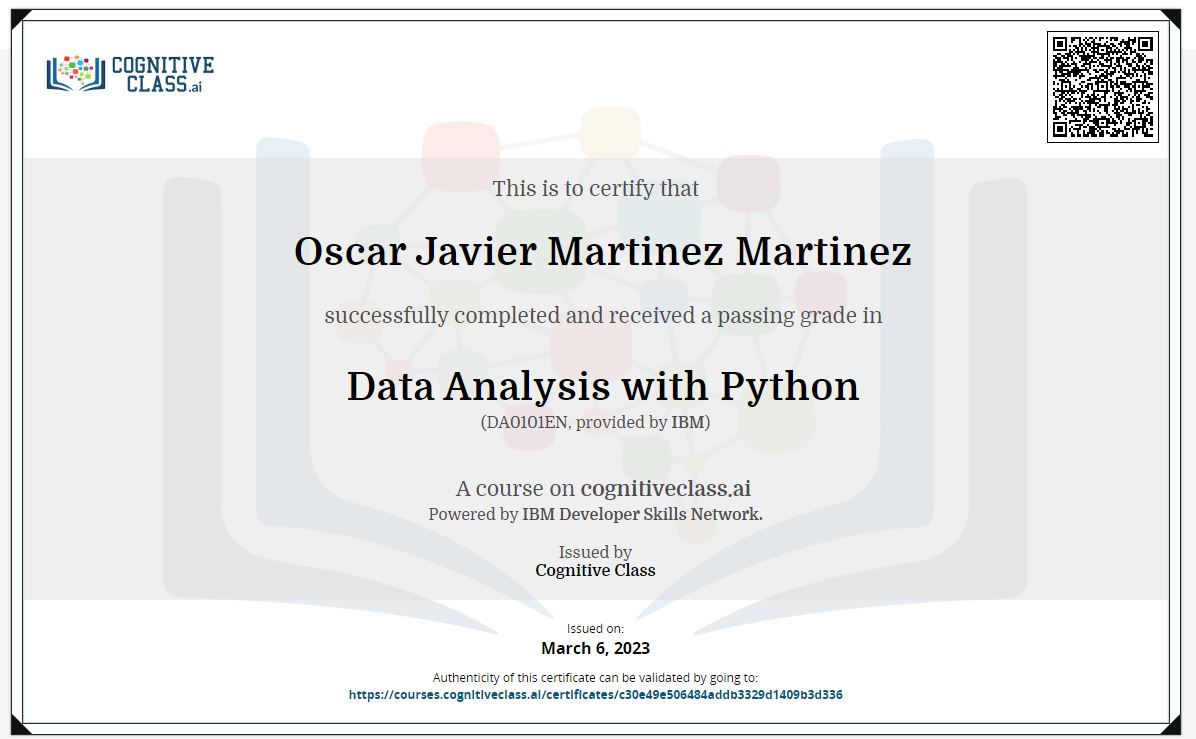 COGNITIVE
CLASS.ai
This is to certify that
Oscar Javier Martinez Martinez
successfully completed and received a passing grade in
Data Analysis with Python
(DA0101EN, provided by IBM)
A course on cognitiveclass.ai
Powered by IBM Developer Skills Network.
Issued by
Cognitive Class
Issued on:
March 6, 2023
Authenticity of this certificate can be validated by going to:
https://courses.cognitiveclass.ai/certificates/c30e49e506484addb3329d1409b3d336